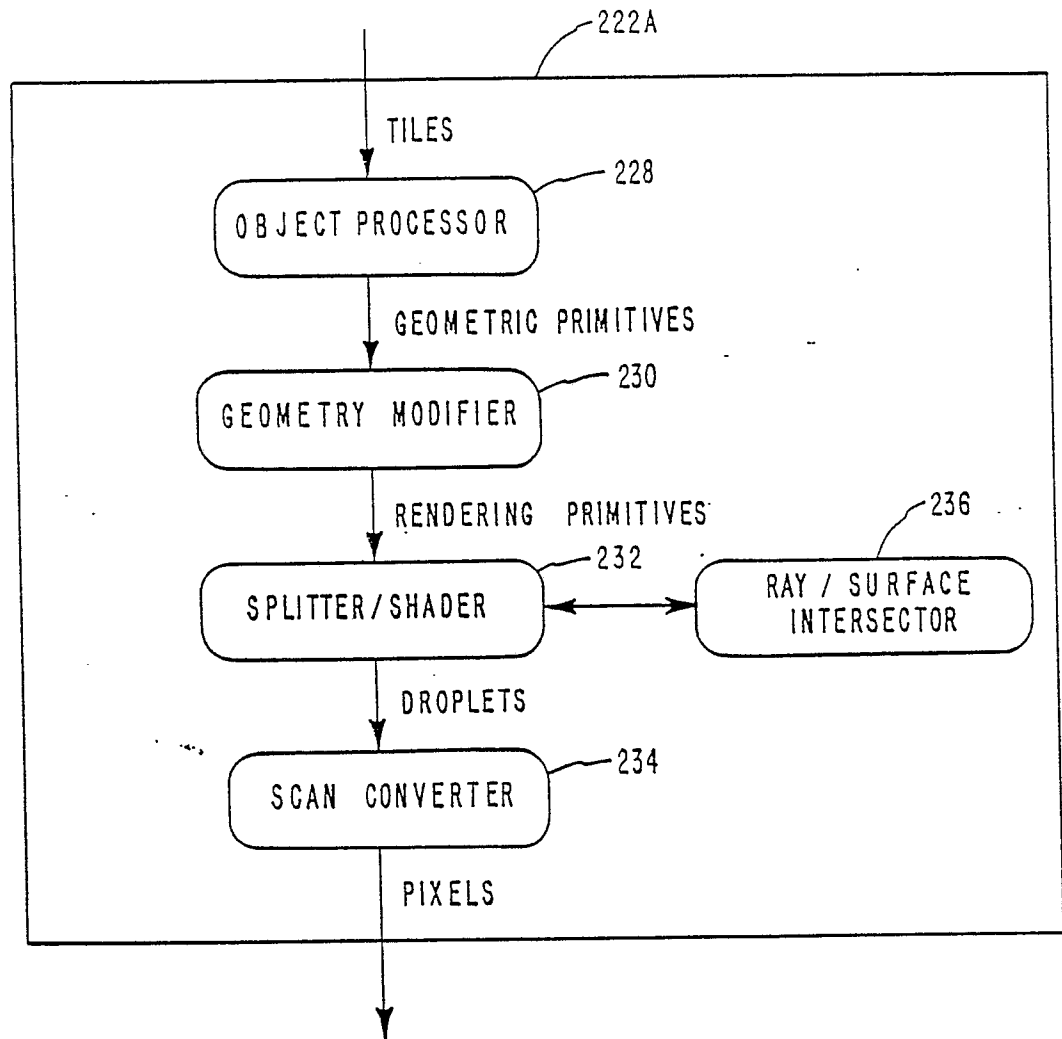 222A
TILES
228
OBJECT PROCESSOR
GEOMETRIC PRIMITIVES
230
GEOMETRY MODIFIER
RENDERING PRIMITIVES
236
232
SPLITTER/SHADER
RAY / SURFACE
INTERSECTOR
DROPLETS
234
SCAN CONVERTER
PIXELS